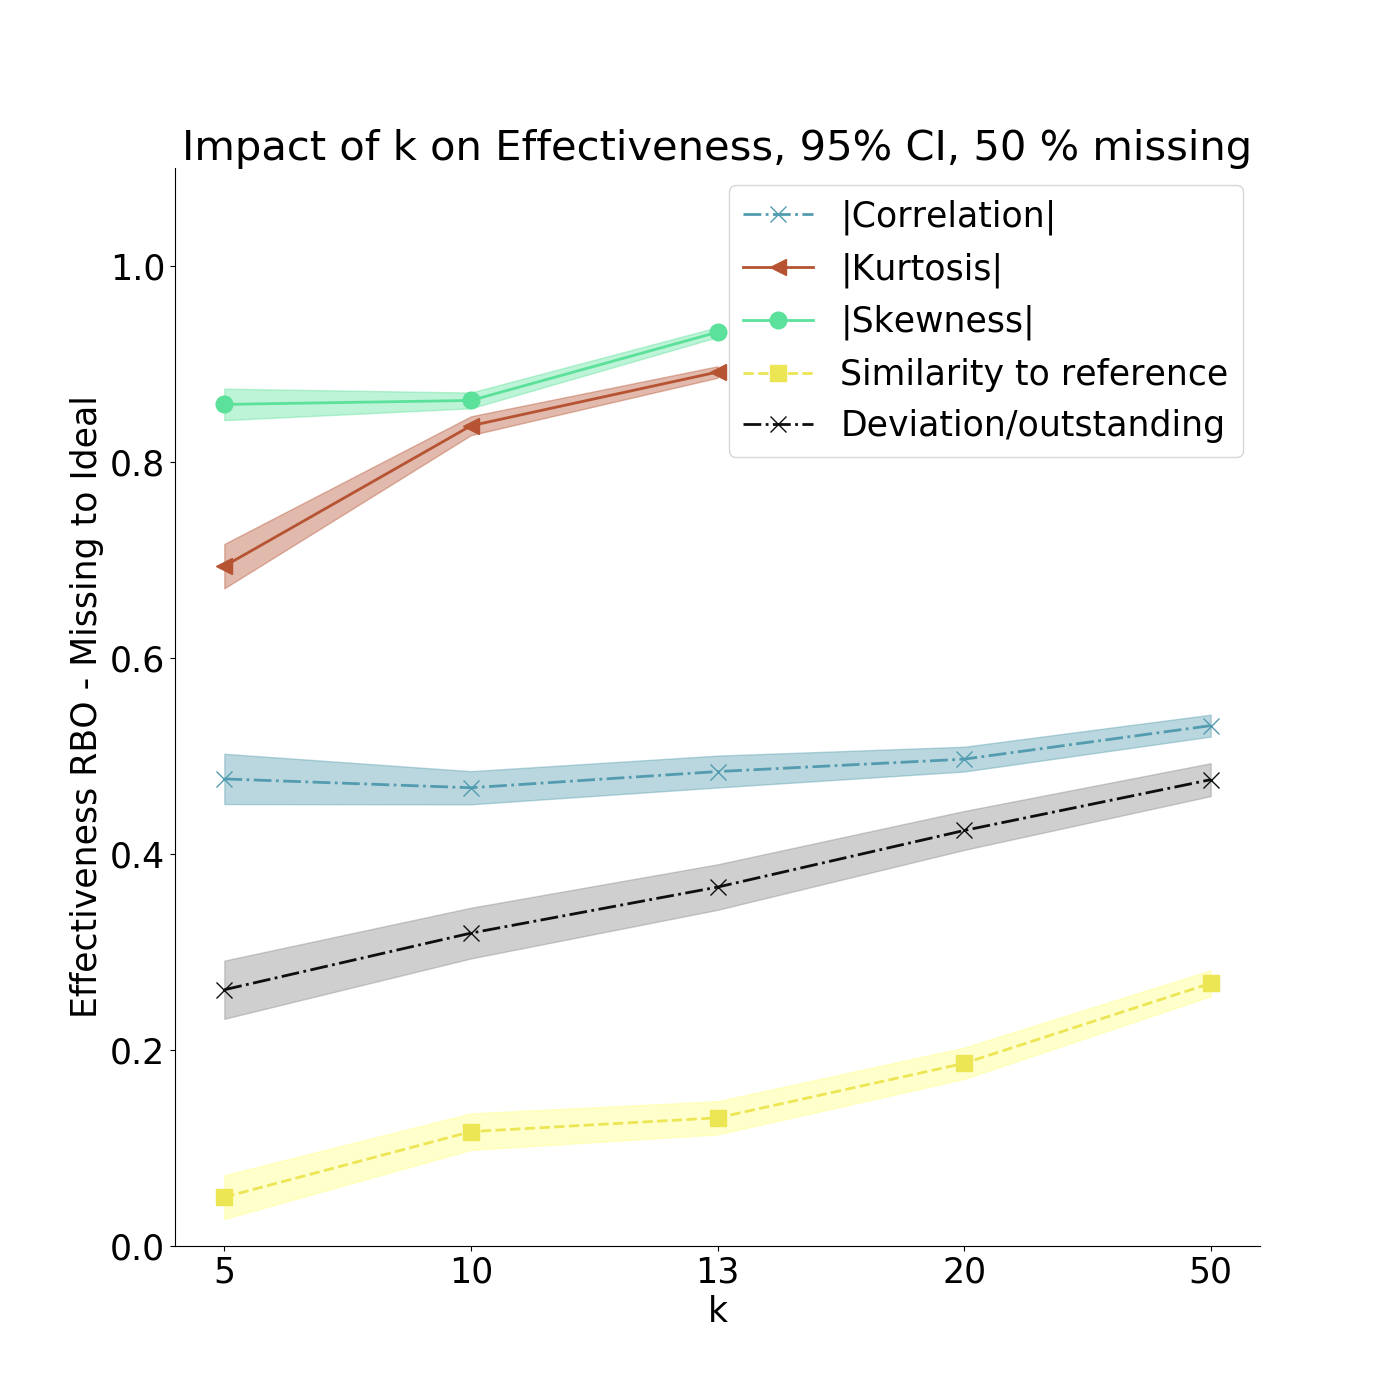 Impact of k on Effectiveness, 95% CI, 50 % missing
|Correlation|
|Kurtosis|
|Skewness|
Similarity to reference
Deviation/outstanding
Effectiveness RBO - Missing to Ideal
1.0
0.8
0.6
0.4
0.2
0.0
5 10 13 20 50
k